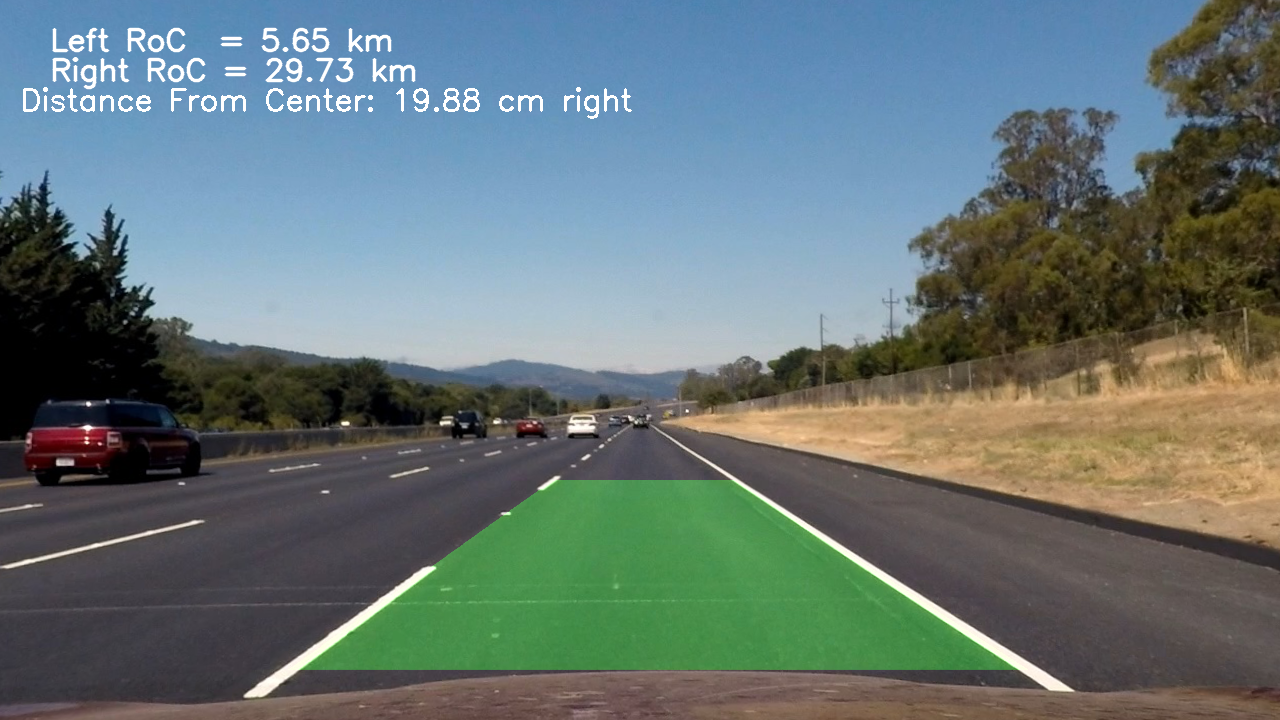 Left RoC = 5.65 km
Right RoC = 29.73 km
Distance From Center: 19.88 cm right